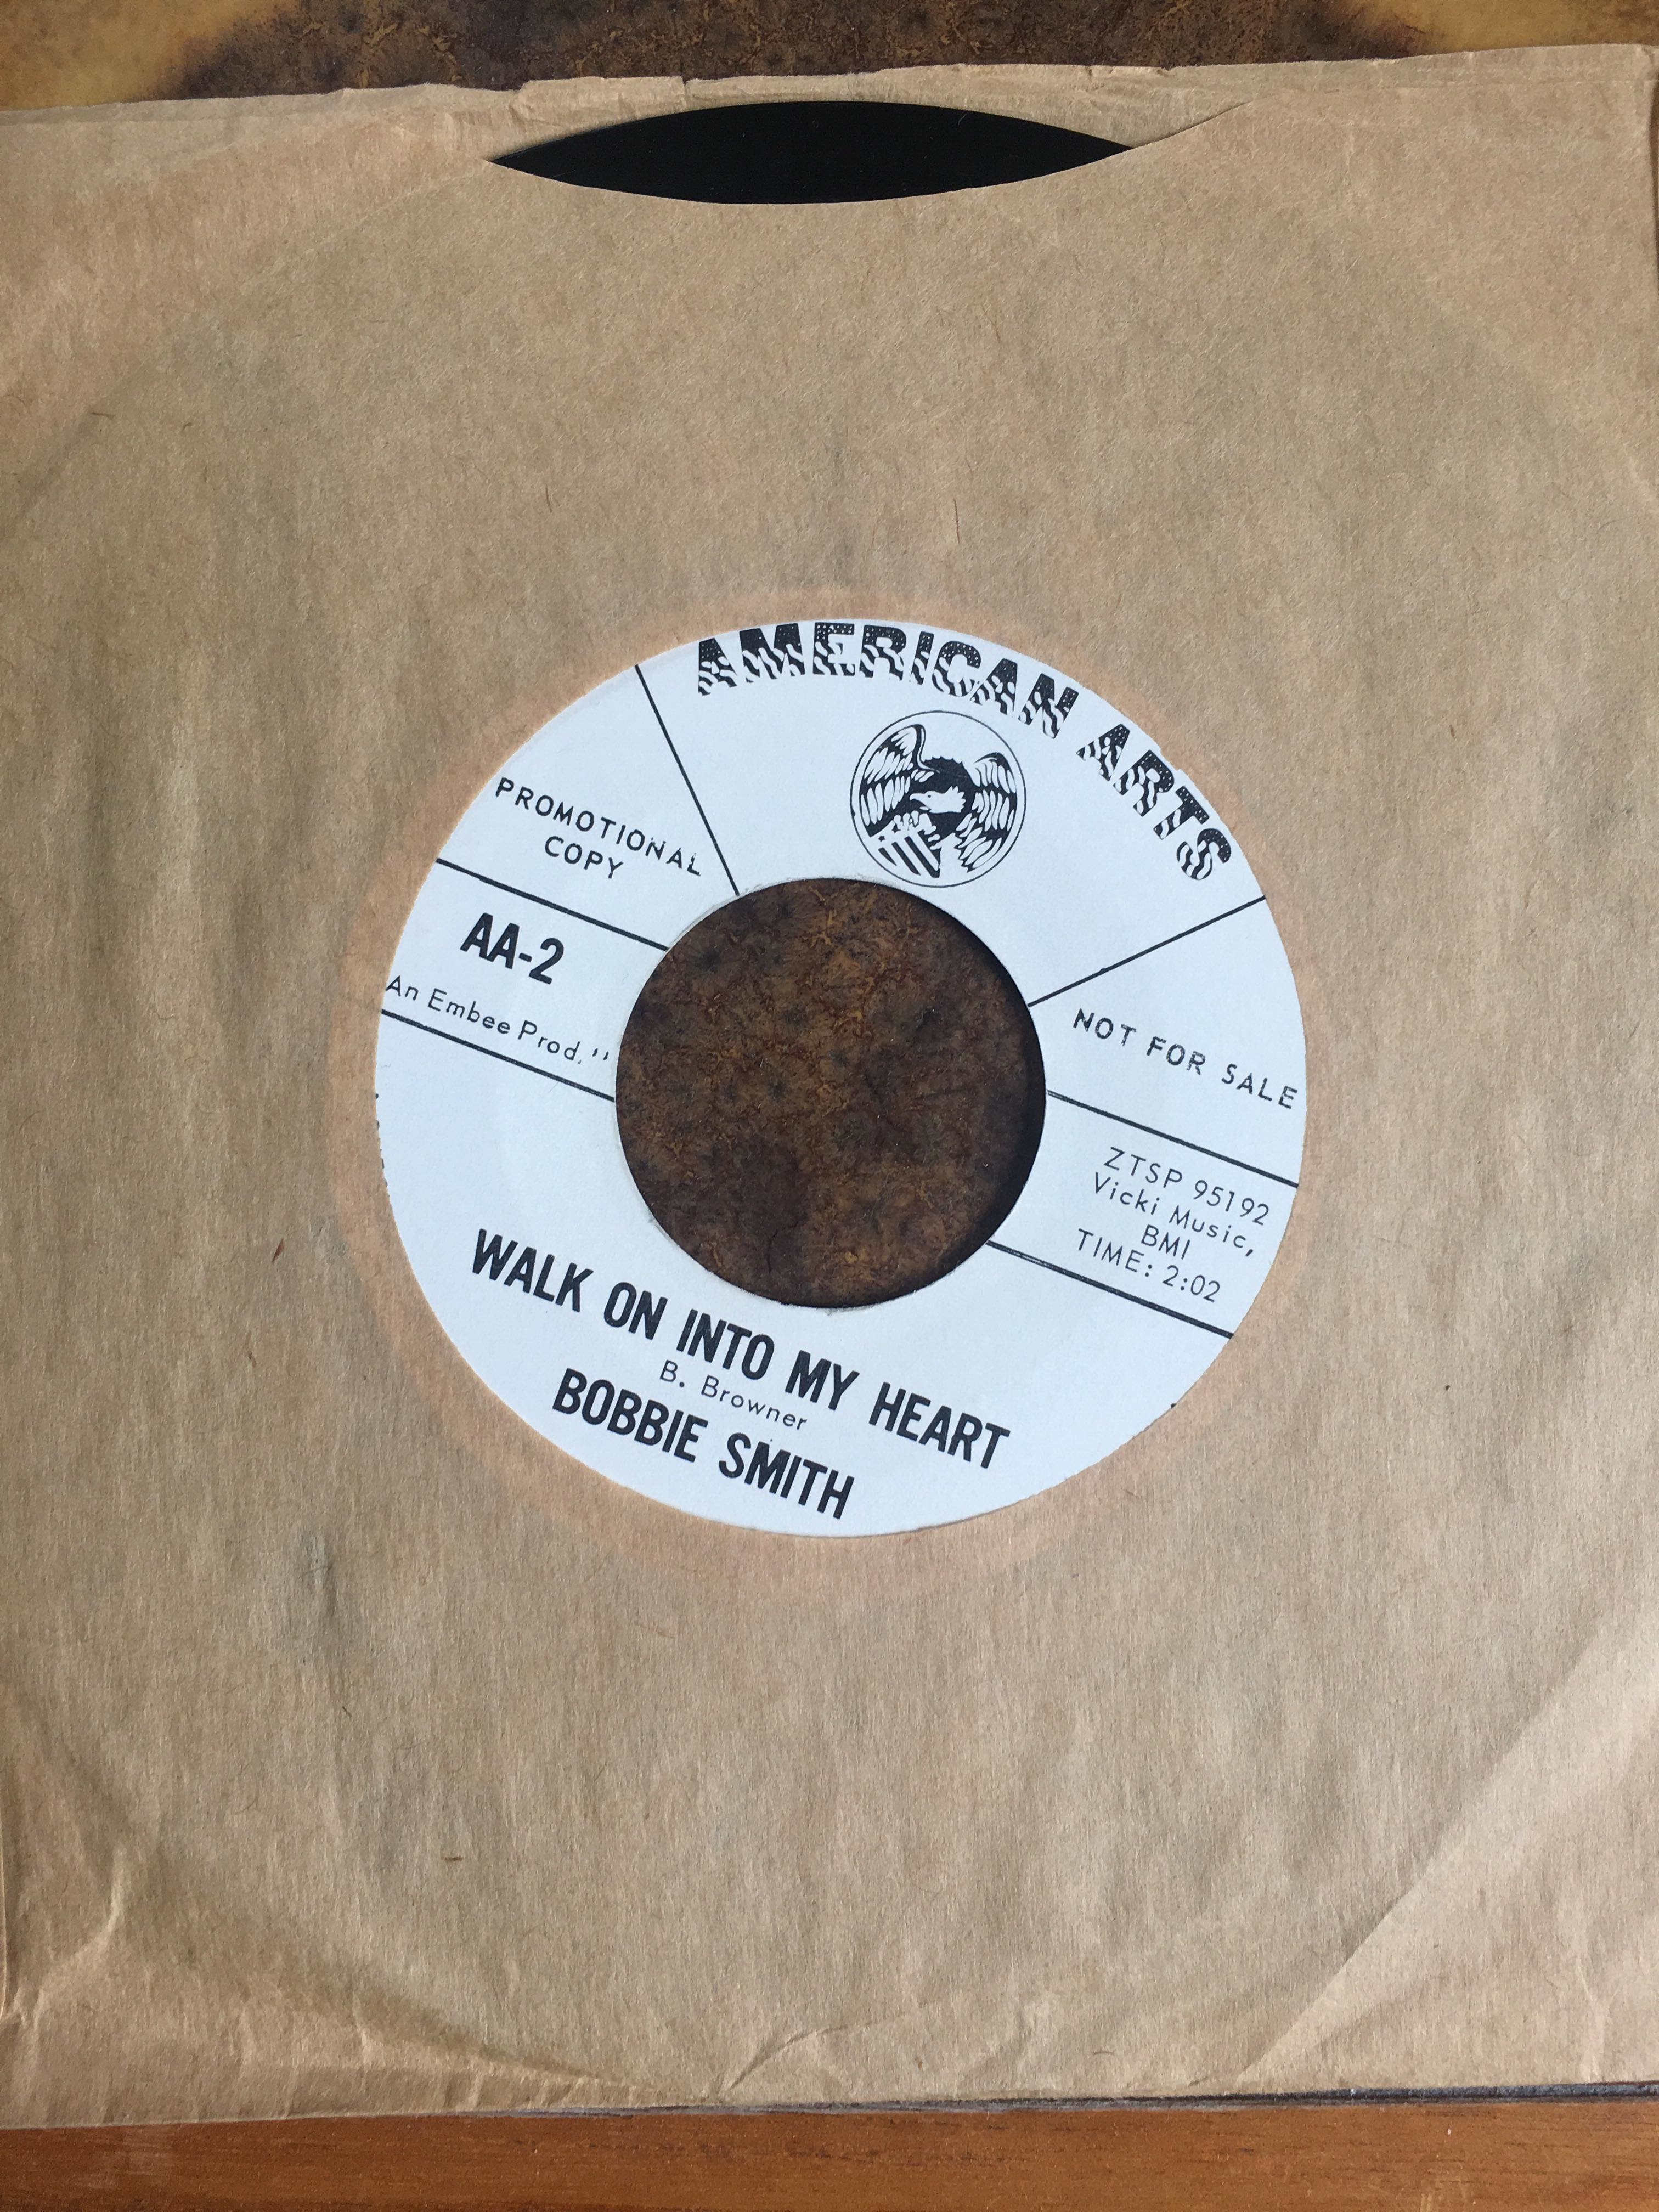 AMERICAN ARTS
PROMOTIONAL
COPY
NOT FOR SALE
AA-2
An Embee Prod."
ZTSP 95192
Vicki Music,
BMI
TIME: 2:02
WALK ON INTO MY HEART
B. Browner
BOBBIE SMITH